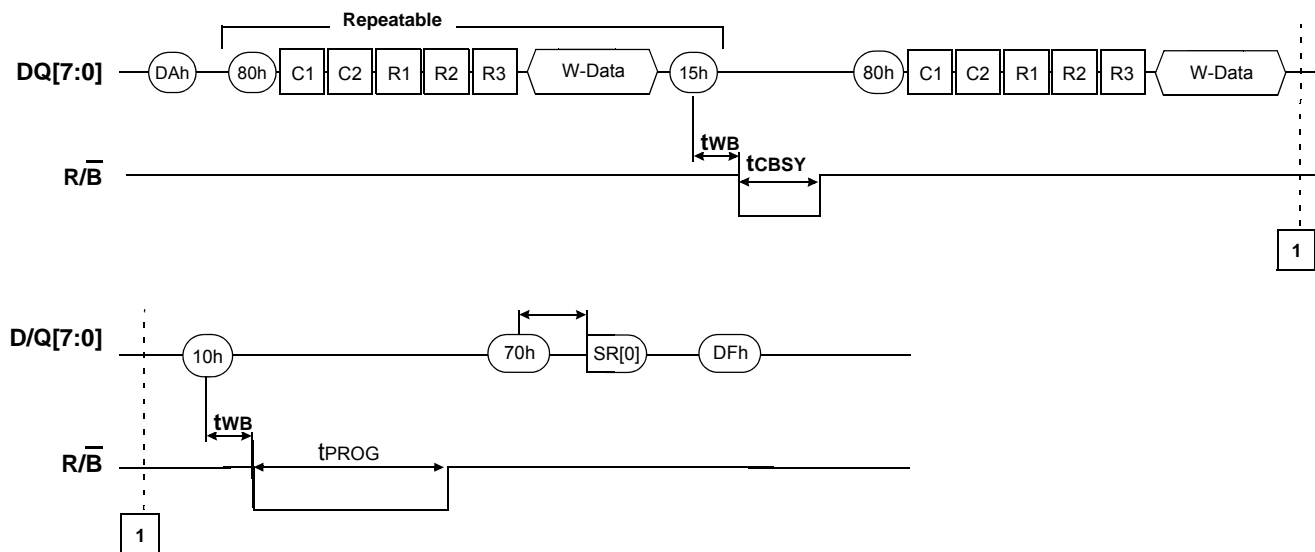 Repeatable
DQ[7:0] DAh 80h C1 C2 R1 R2 R3 W-Data 15h 80h C1 C2 R1 R2 R3 W-Data
tWB
tCBSY
R/B̅
1
D/Q[7:0] 10h 70h SR[0] DFh
tWB
tPROG
R/B̅
1